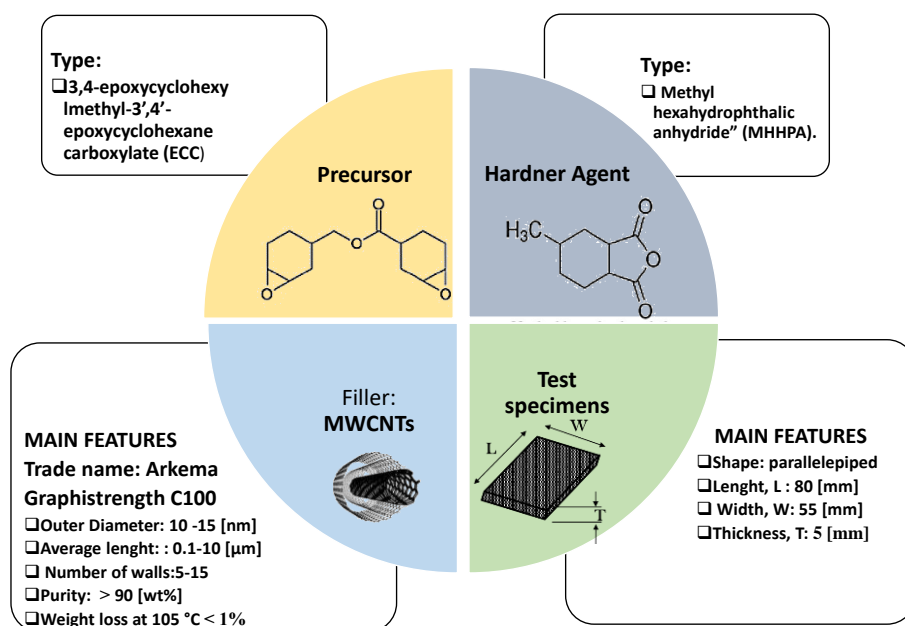 Type:
❑3,4-epoxycyclohexy
lmethyl-3’,4’-
epoxycyclohexane
carboxylate (ECC)
Type:
❑ Methyl
hexahydrophthalic
anhydride” (MHHPA).
Precursor
Hardner Agent
O
O
O
H₃C
O
O
O
O
Filler:
MWCNTs
Test
specimens
L
W
T
MAIN FEATURES
Trade name: Arkema
Graphistrength C100
❑Outer Diameter: 10 -15 [nm]
❑Average lenght: : 0.1-10 [µm]
❑ Number of walls:5-15
❑Purity: > 90 [wt%]
❑Weight loss at 105 °C < 1%
MAIN FEATURES
❑Shape: parallelepiped
❑Lenght, L : 80 [mm]
❑ Width, W: 55 [mm]
❑Thickness, T: 5 [mm]